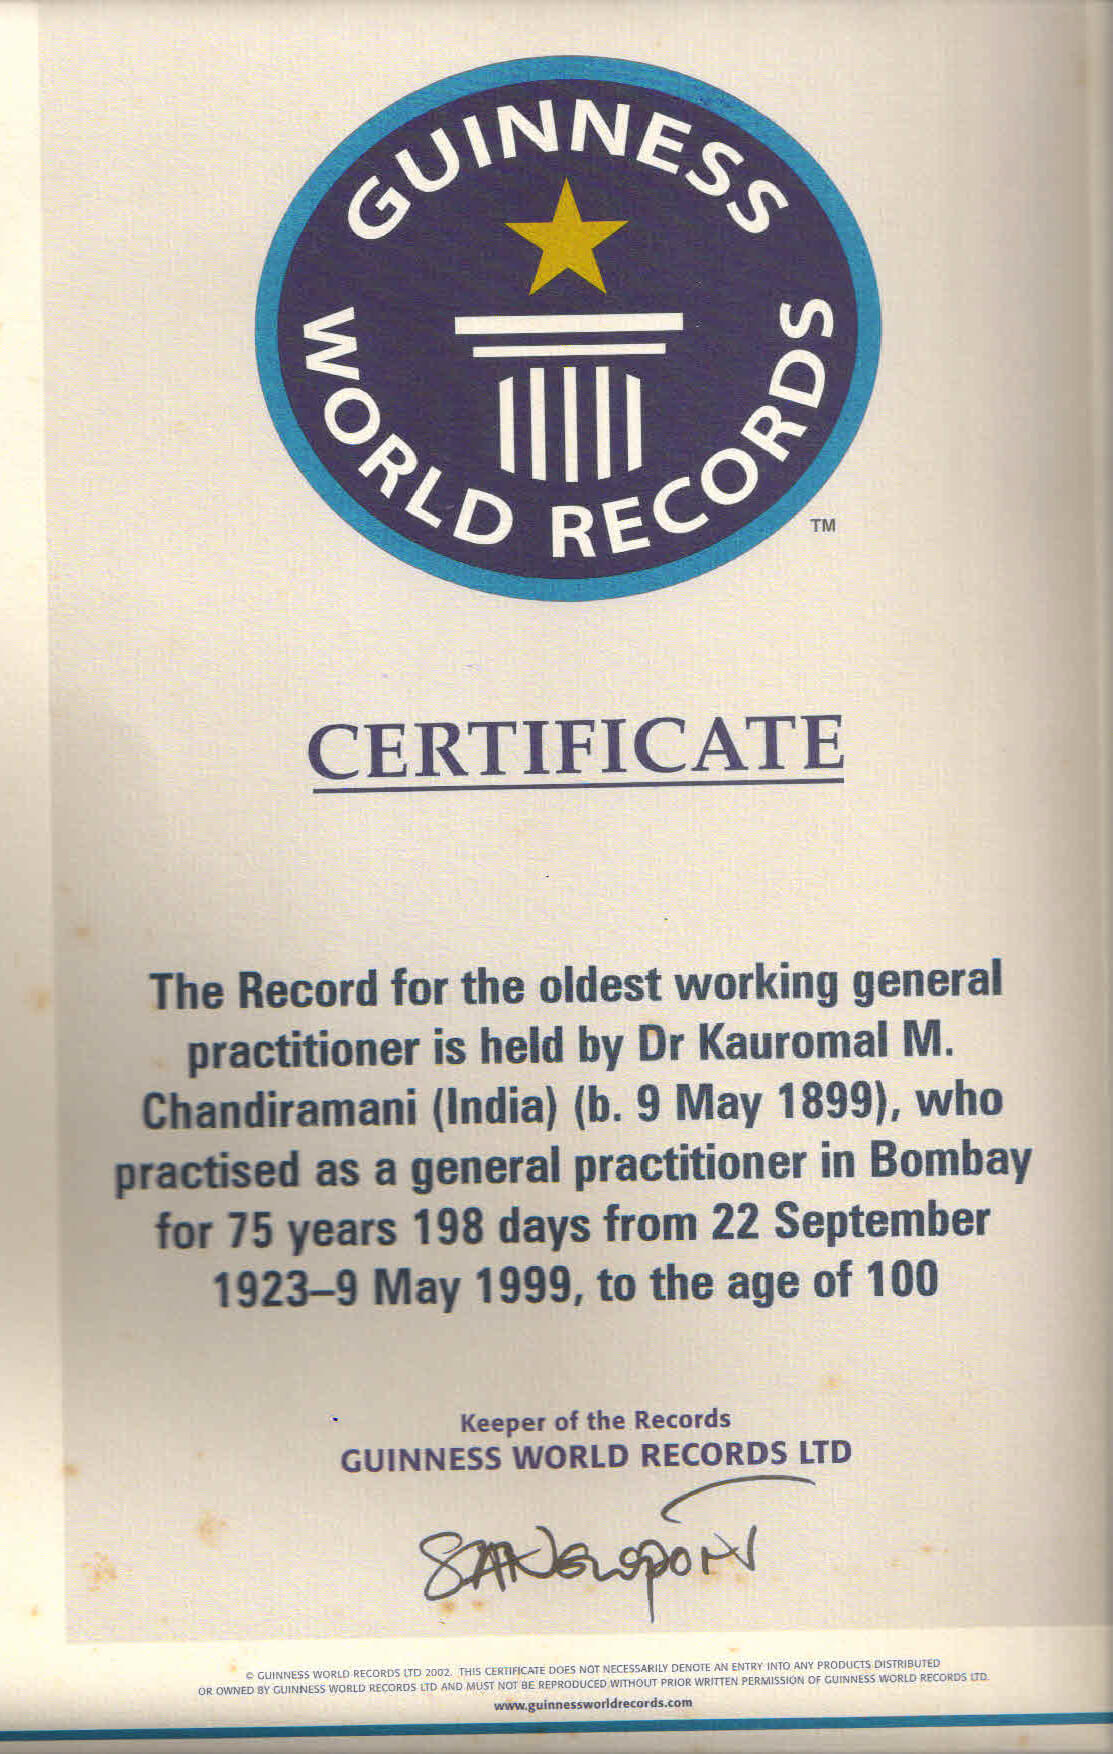 GUINNESS
WORLD RECORDS
TM
CERTIFICATE
The Record for the oldest working general
practitioner is held by Dr Kauromal M.
Chandiramani (India) (b. 9 May 1899), who
practised as a general practitioner in Bombay
for 75 years 198 days from 22 September
1923–9 May 1999, to the age of 100
Keeper of the Records
GUINNESS WORLD RECORDS LTD
© GUINNESS WORLD RECORDS LTD 2002. THIS CERTIFICATE DOES NOT NECESSARILY DENOTE AN ENTRY INTO ANY PRODUCTS DISTRIBUTED
OR OWNED BY GUINNESS WORLD RECORDS LTD AND MUST NOT BE REPRODUCED WITHOUT PRIOR WRITTEN PERMISSION OF GUINNESS WORLD RECORDS LTD.
www.guinnessworldrecords.com